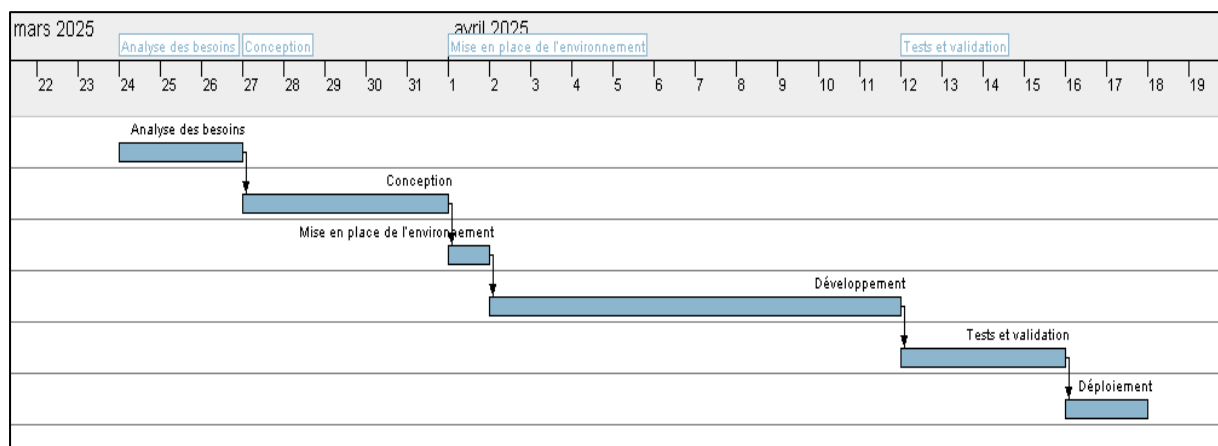 mars 2025 avril 2025
Analyse des besoins Conception Mise en place de l'environnement Tests et validation
22 23 24 25 26 27 28 29 30 31 1 2 3 4 5 6 7 8 9 10 11 12 13 14 15 16 17 18 19
Analyse des besoins
Conception
Mise en place de l'environnement
Développement
Tests et validation
Déploiement